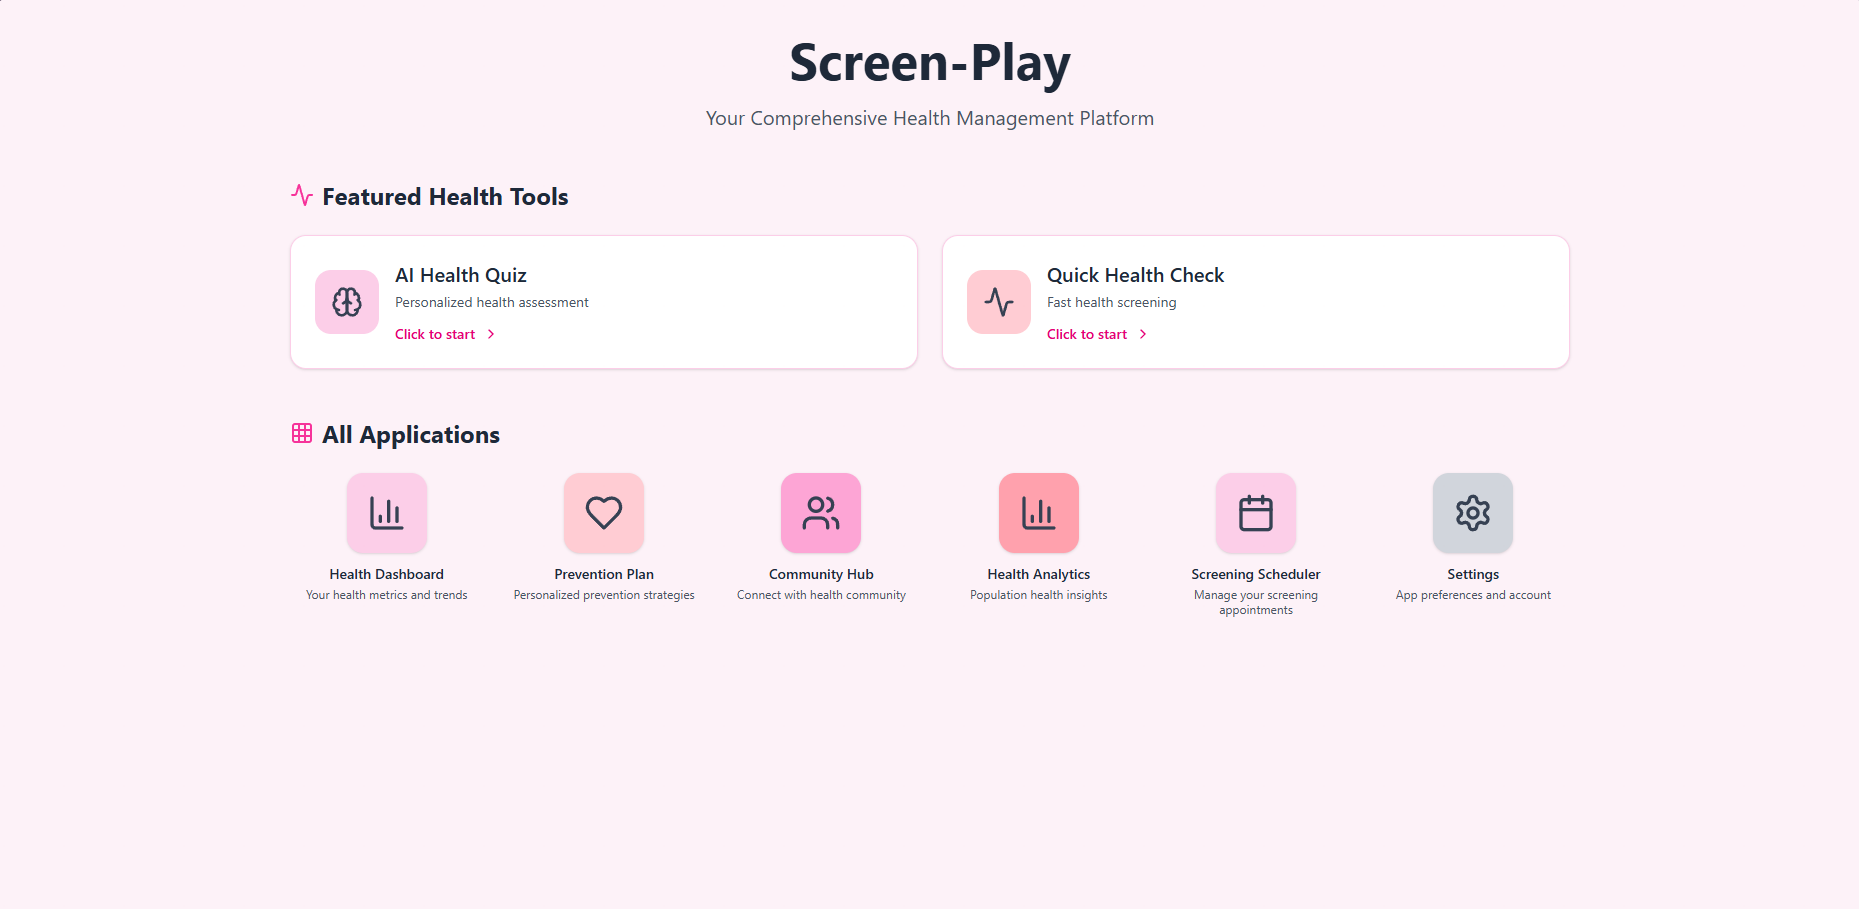 Screen-Play
Your Comprehensive Health Management Platform
Featured Health Tools
AI Health Quiz
Personalized health assessment
Click to start
Quick Health Check
Fast health screening
Click to start
All Applications
Health Dashboard
Your health metrics and trends
Prevention Plan
Personalized prevention strategies
Community Hub
Connect with health community
Health Analytics
Population health insights
Screening Scheduler
Manage your screening
appointments
Settings
App preferences and account